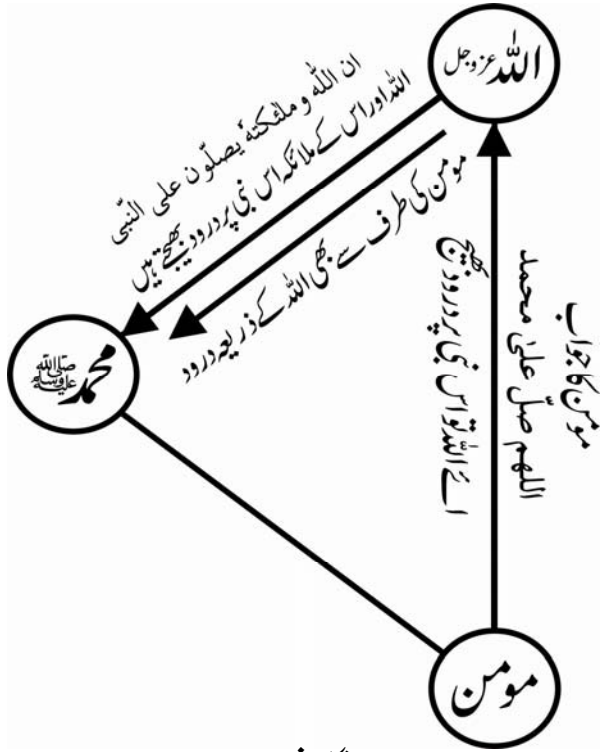 اللہ عزوجل
ان اللہ و ملٰئکتہٗ یصلّون علی النّبی
اللہ اور اس کے ملائکہ اس نبی پر درود بھیجتے ہیں
مومن کی طرف سے بھی اللہ کے ذریعہ درود
مومن کا جواب
اللھم صلّ علیٰ محمد
اے اللہ تو اس نبی پر درود بھیج
محمد صلی اللہ علیہ وسلم
مومن